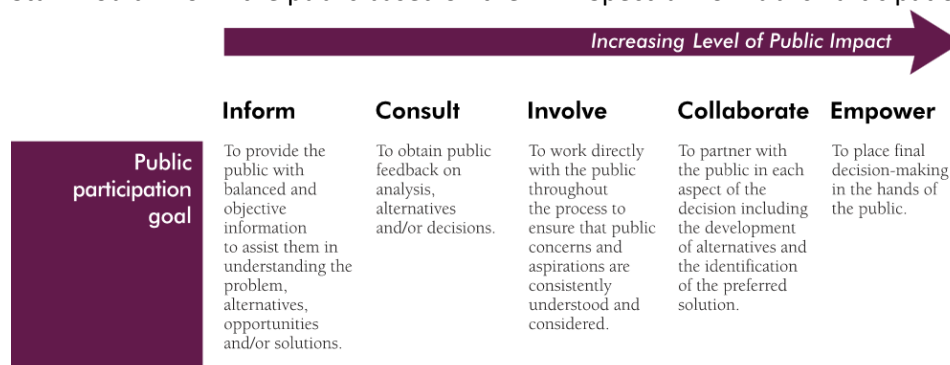 Increasing Level of Public Impact
Inform
Consult
Involve
Collaborate
Empower
Public
participation
goal
To provide the
public with
balanced and
objective
information
to assist them in
understanding the
problem,
alternatives,
opportunities
and/or solutions.
To obtain public
feedback on
analysis,
alternatives
and/or decisions.
To work directly
with the public
throughout
the process to
ensure that public
concerns and
aspirations are
consistently
understood and
considered.
To partner with
the public in each
aspect of the
decision including
the development
of alternatives and
the identification
of the preferred
solution.
To place final
decision-making
in the hands of
the public.